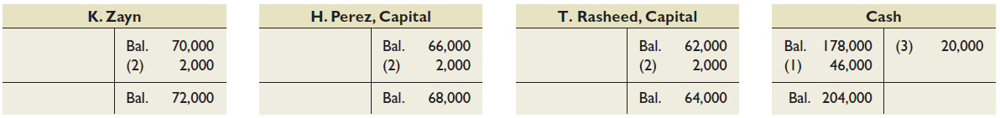 K. Zayn
Bal. 70,000
(2) 2,000
Bal. 72,000
H. Perez, Capital
Bal. 66,000
(2) 2,000
Bal. 68,000
T. Rasheed, Capital
Bal. 62,000
(2) 2,000
Bal. 64,000
Cash
Bal. 178,000 (3) 20,000
(1) 46,000
Bal. 204,000